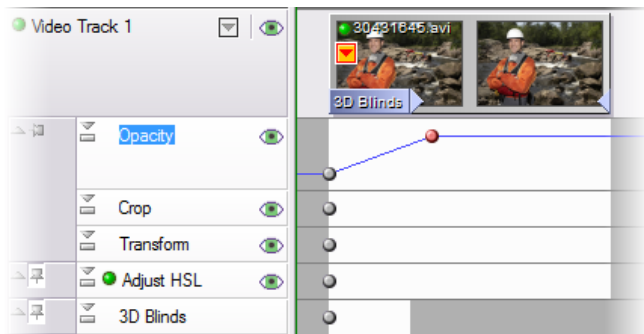 Video Track 1
30431645.avi
3D Blinds
Opacity
Crop
Transform
Adjust HSL
3D Blinds